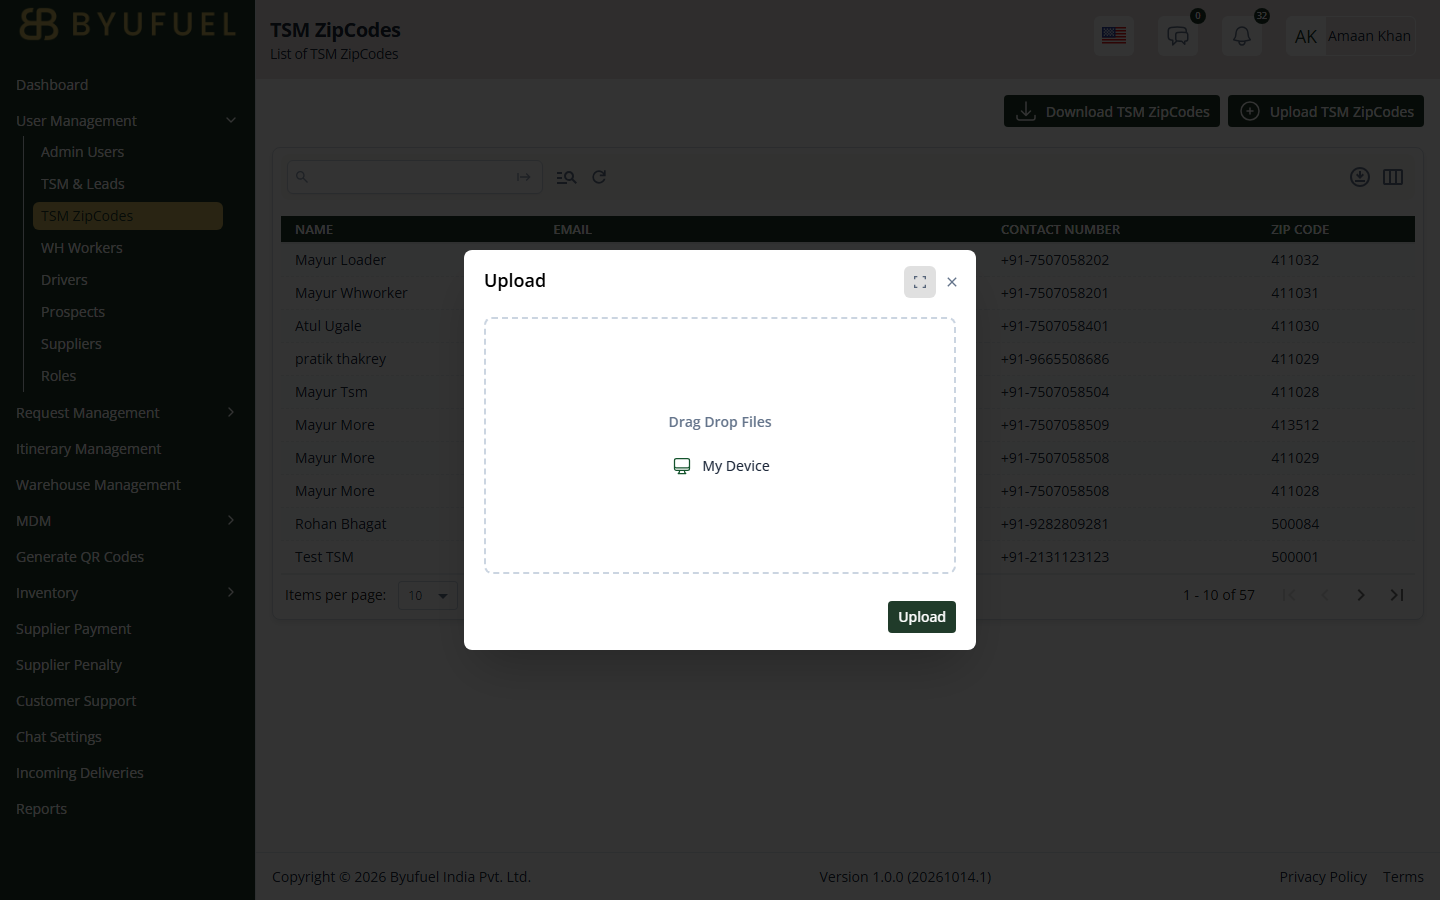 BYUFUEL
Dashboard
User Management
Admin Users
TSM & Leads
TSM ZipCodes
WH Workers
Drivers
Prospects
Suppliers
Roles
Request Management
Itinerary Management
Warehouse Management
MDM
Generate QR Codes
Inventory
Supplier Payment
Supplier Penalty
Customer Support
Chat Settings
Incoming Deliveries
Reports
TSM ZipCodes
List of TSM ZipCodes
0
32
AK Amaan Khan
Download TSM ZipCodes Upload TSM ZipCodes
NAME EMAIL CONTACT NUMBER ZIP CODE
Mayur Loader +91-7507058202 411032
Mayur Whworker +91-7507058201 411031
Atul Ugale +91-7507058401 411030
pratik thakrey +91-9665508686 411029
Mayur Tsm +91-7507058504 411028
Mayur More +91-7507058509 413512
Mayur More +91-7507058508 411029
Mayur More +91-7507058508 411028
Rohan Bhagat +91-9282809281 500084
Test TSM +91-2131123123 500001
Items per page: 10 1 - 10 of 57
Upload
Drag Drop Files
My Device
Upload
Copyright © 2026 Byufuel India Pvt. Ltd. Version 1.0.0 (20261014.1) Privacy Policy Terms